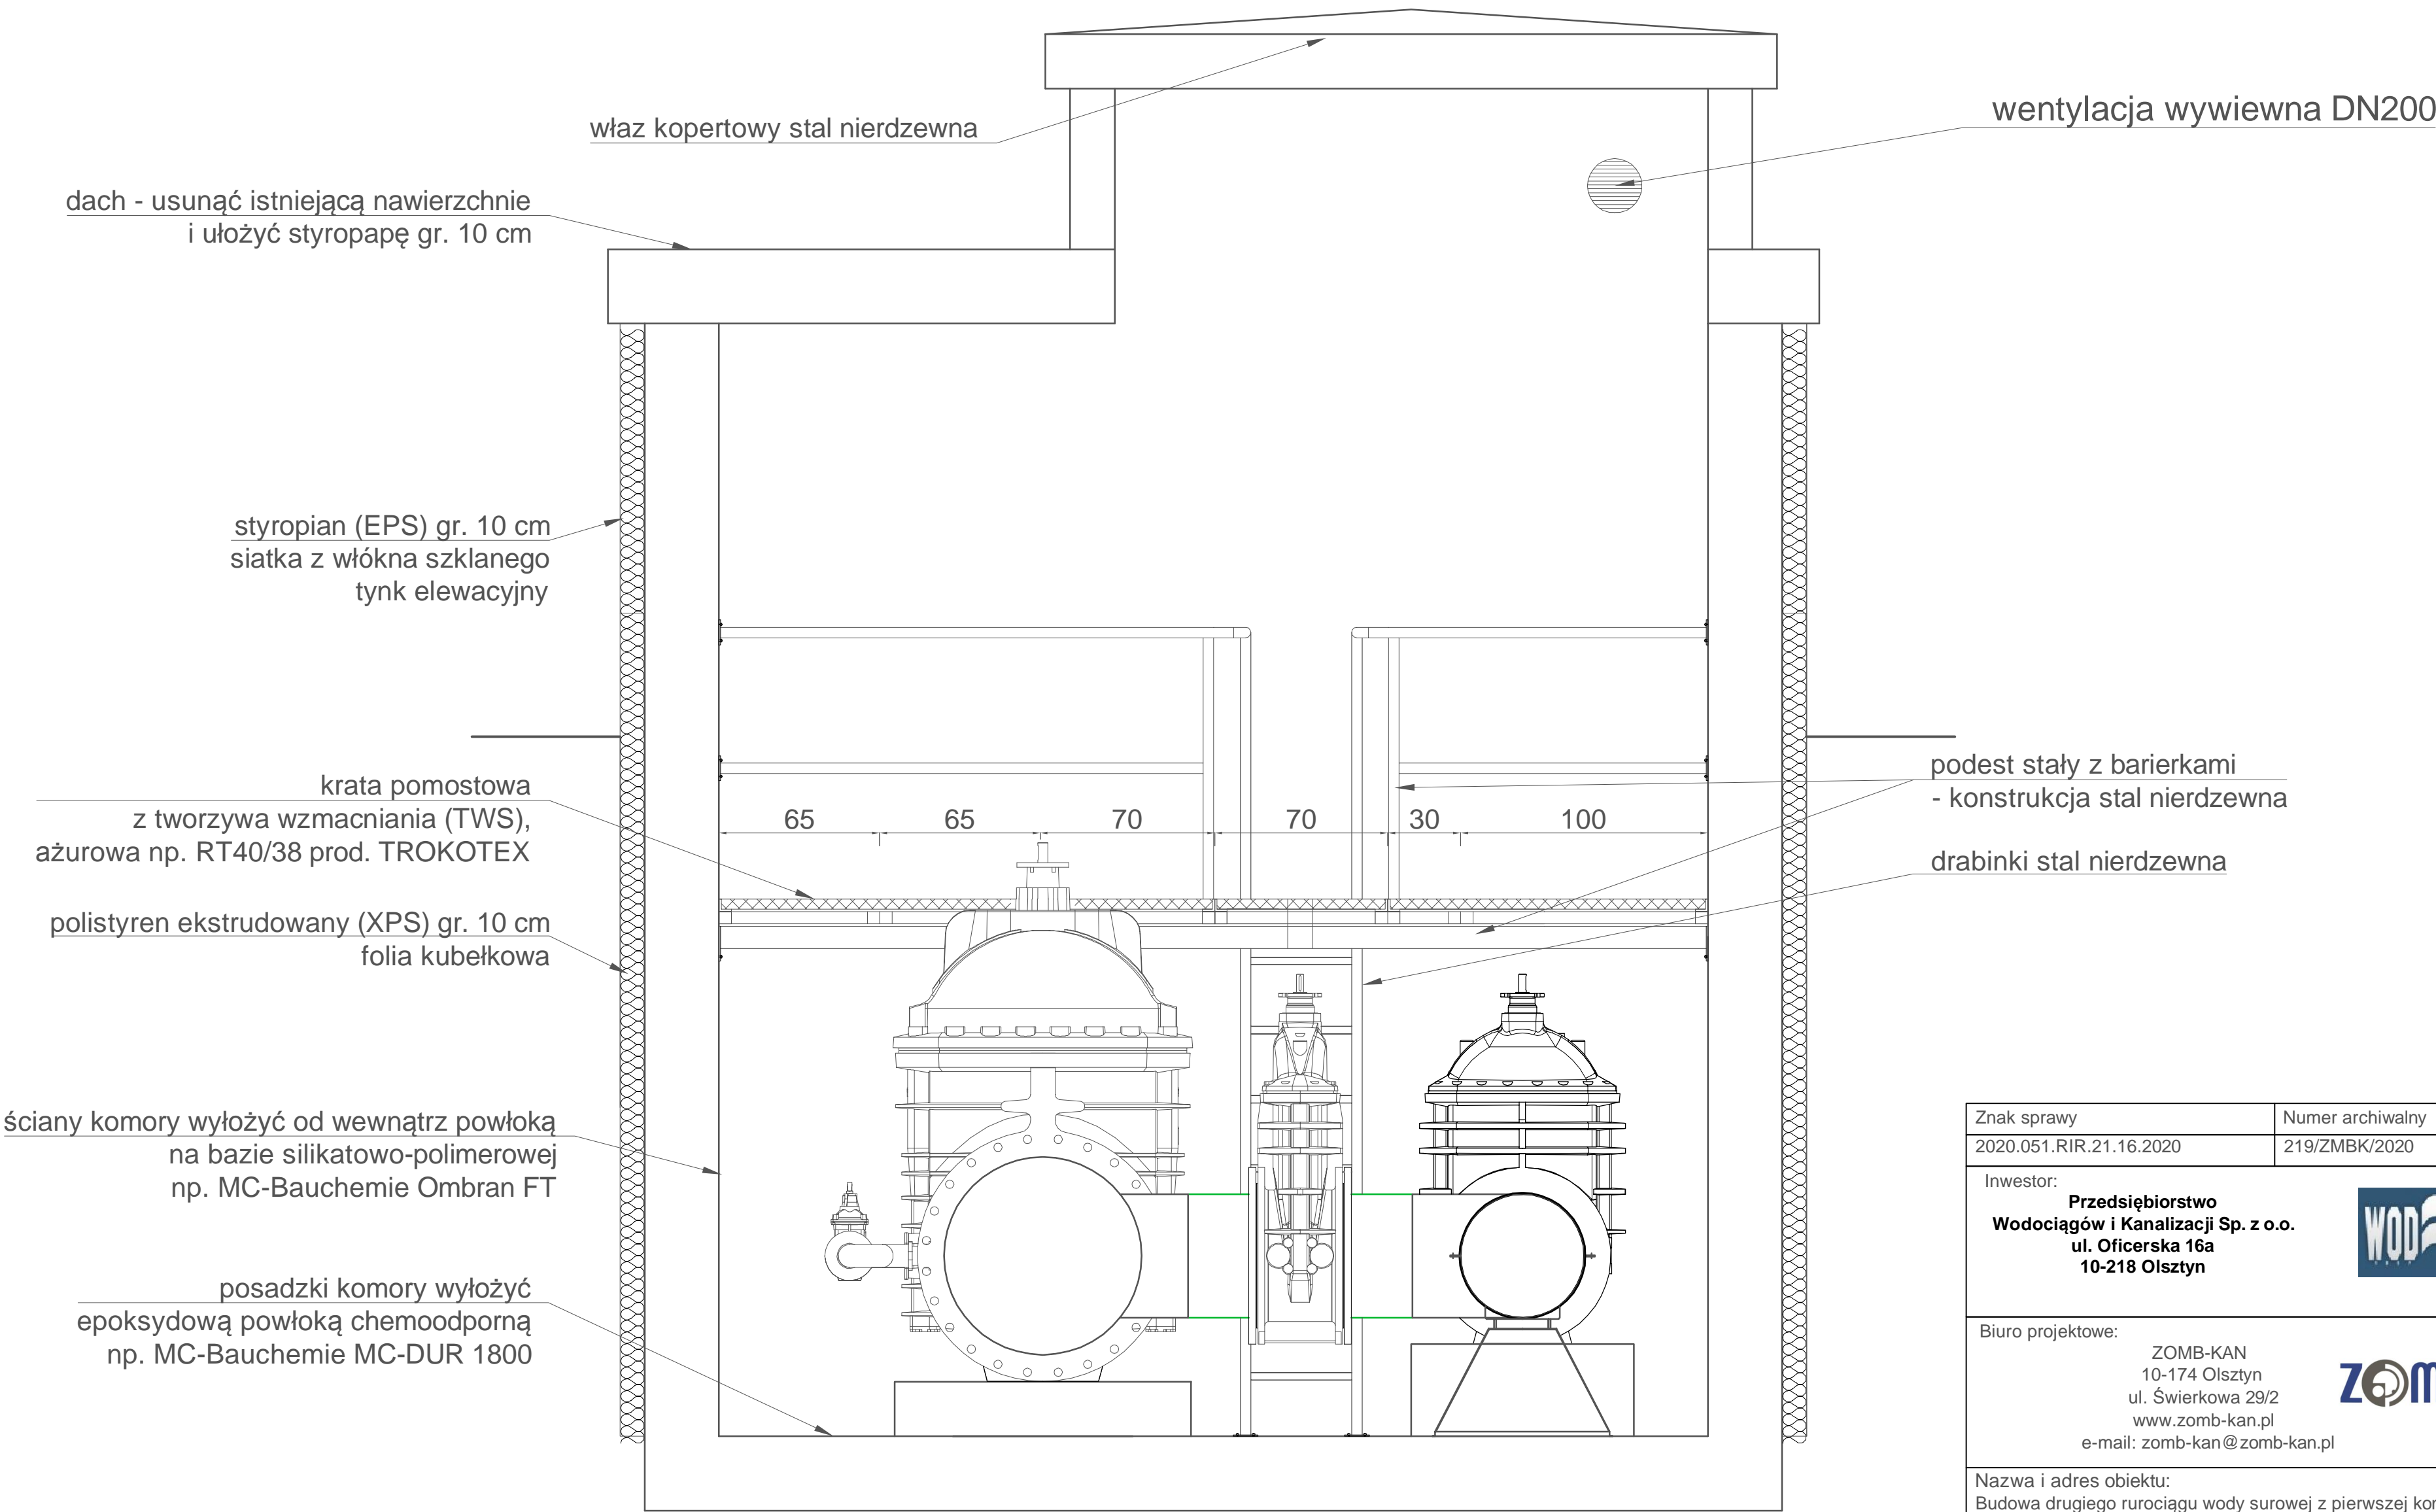 właz kopertowy stal nierdzewna
wentylacja wywiewna DN200
dach - usunąć istniejącą nawierzchnie
i ułożyć styropapę gr. 10 cm
styropian (EPS) gr. 10 cm
siatka z włókna szklanego
tynk elewacyjny
krata pomostowa
z tworzywa wzmacniania (TWS),
ażurowa np. RT40/38 prod. TROKOTEX
65 65 70 70 30 100
podest stały z barierkami
- konstrukcja stal nierdzewna
drabinki stal nierdzewna
polistyren ekstrudowany (XPS) gr. 10 cm
folia kubełkowa
ściany komory wyłożyć od wewnątrz powłoką
na bazie silikatowo-polimerowej
np. MC-Bauchemie Ombran FT
posadzki komory wyłożyć
epoksydową powłoką chemoodporną
np. MC-Bauchemie MC-DUR 1800
Znak sprawy Numer archiwalny
2020.051.RIR.21.16.2020 219/ZMBK/2020
Inwestor:
Przedsiębiorstwo
Wodociągów i Kanalizacji Sp. z o.o.
ul. Oficerska 16a
10-218 Olsztyn
WOD
Biuro projektowe:
ZOMB-KAN
10-174 Olsztyn
ul. Świerkowa 29/2
www.zomb-kan.pl
e-mail: zomb-kan@zomb-kan.pl
Nazwa i adres obiektu:
Budowa drugiego rurociągu wody surowej z pierwszej